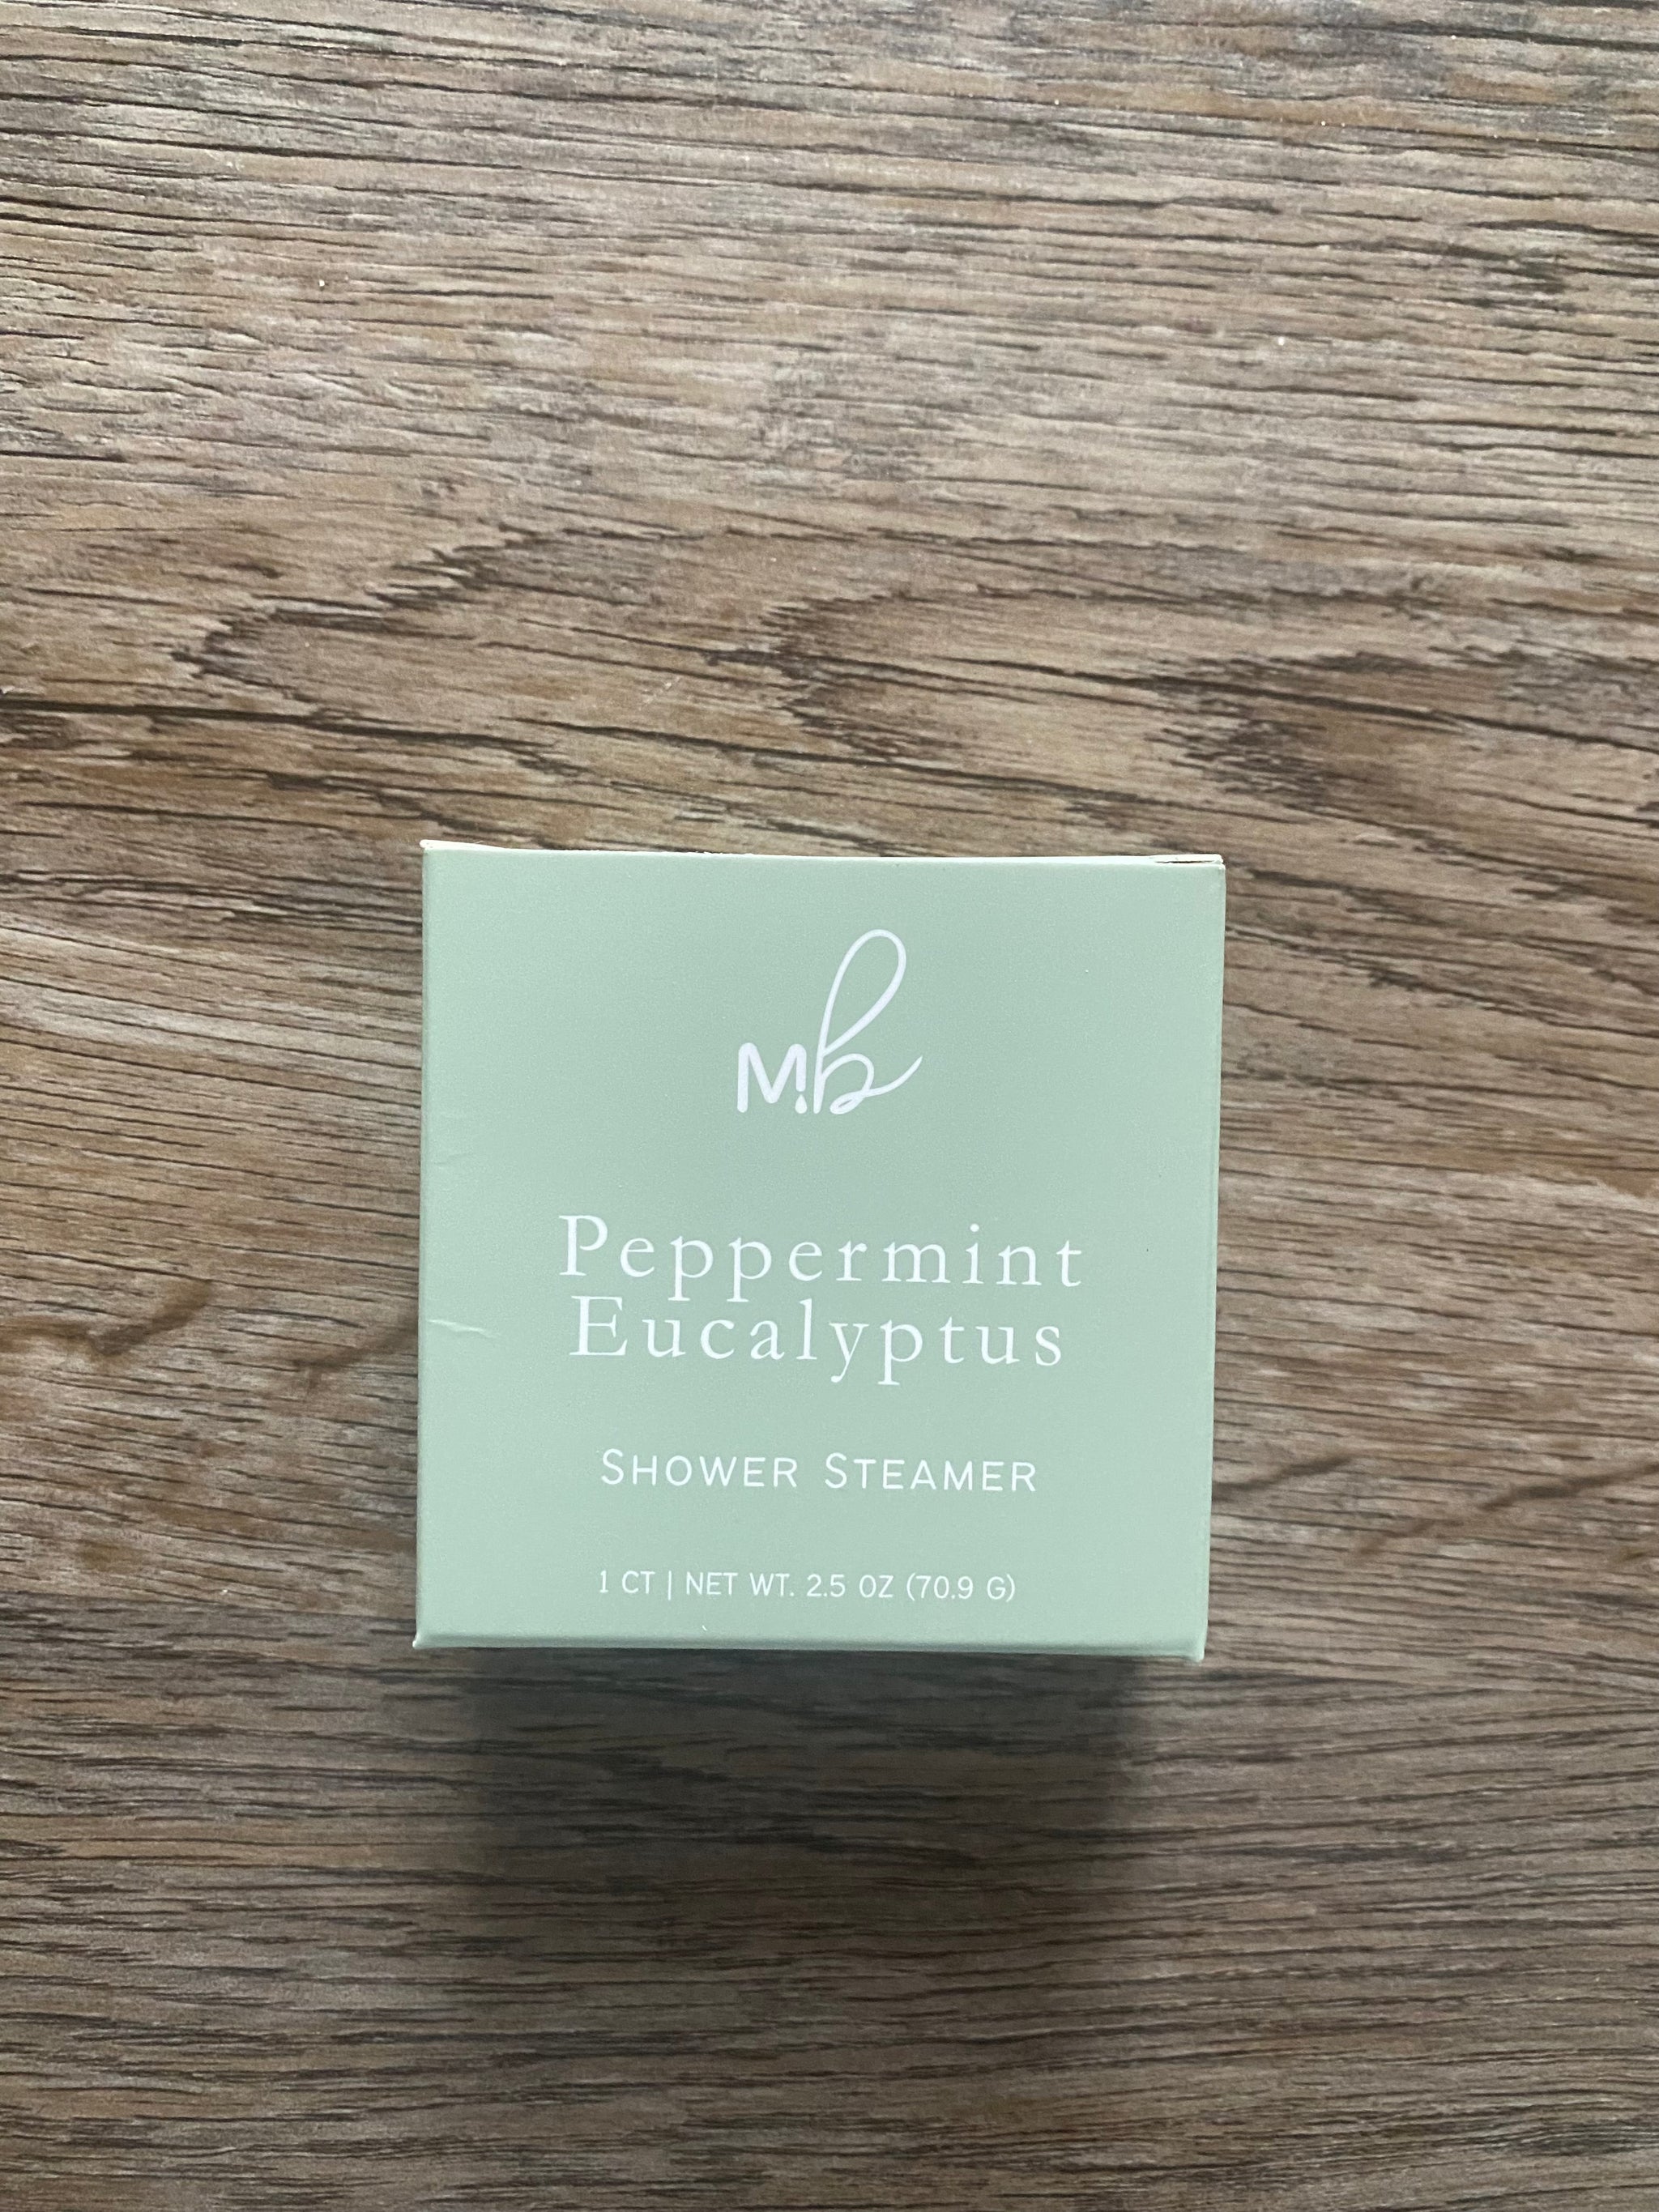 Mb
Peppermint
Eucalyptus
SHOWER STEAMER
1 CT | NET WT. 2.5 OZ (70.9 G)